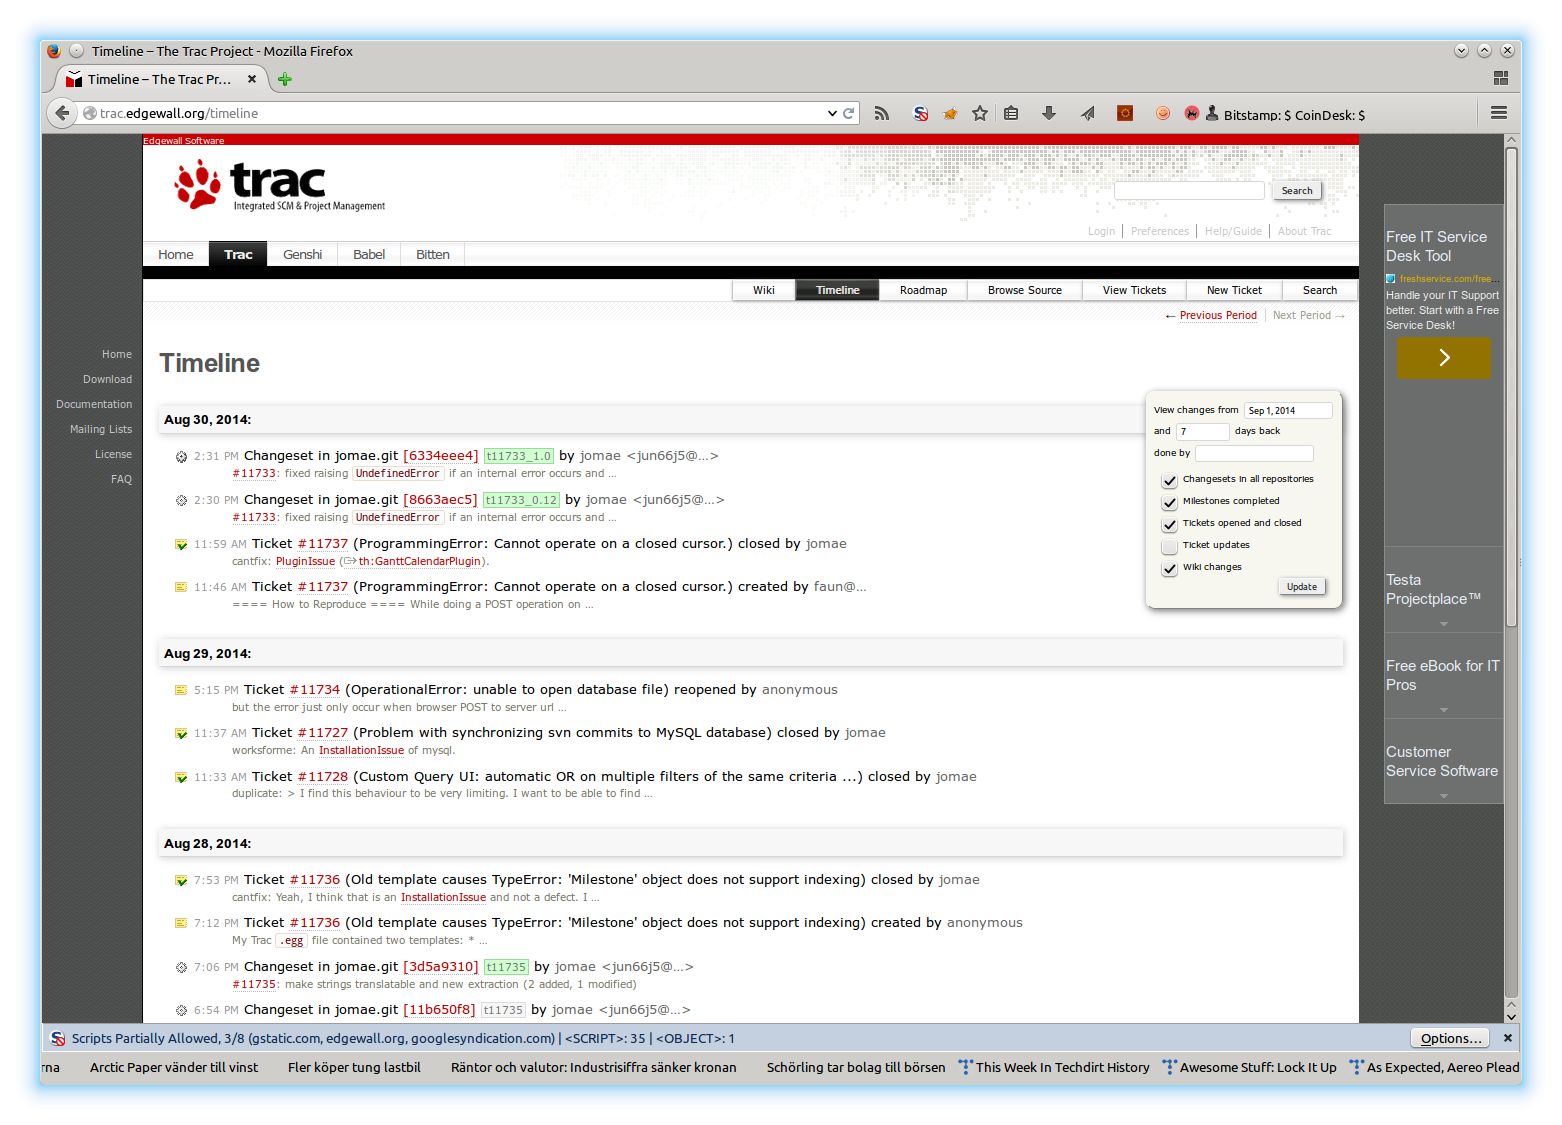 Timeline – The Trac Project - Mozilla Firefox
Timeline – The Trac Pr...
trac.edgewall.org/timeline
Bitstamp: $ CoinDesk: $
Edgewall Software
trac
Integrated SCM & Project Management
Search
Login
Preferences
Help/Guide
About Trac
Home
Trac
Genshi
Babel
Bitten
Wiki
Timeline
Roadmap
Browse Source
View Tickets
New Ticket
Search
← Previous Period
Next Period →
Home
Download
Documentation
Mailing Lists
License
FAQ
Timeline
View changes from Sep 1, 2014
and 7 days back
done by
Changesets in all repositories
Milestones completed
Tickets opened and closed
Ticket updates
Wiki changes
Update
Aug 30, 2014:
2:31 PM Changeset in jomae.git [6334eee4] t11733_1.0 by jomae <jun66j5@...>
#11733: fixed raising UndefinedError if an internal error occurs and ...
2:30 PM Changeset in jomae.git [8663aec5] t11733_0.12 by jomae <jun66j5@...>
#11733: fixed raising UndefinedError if an internal error occurs and ...
11:59 AM Ticket #11737 (ProgrammingError: Cannot operate on a closed cursor.) closed by jomae
cantfix: PluginIssue (th:GanttCalendarPlugin).
11:46 AM Ticket #11737 (ProgrammingError: Cannot operate on a closed cursor.) created by faun@...
==== How to Reproduce ==== While doing a POST operation on ...
Aug 29, 2014:
5:15 PM Ticket #11734 (OperationalError: unable to open database file) reopened by anonymous
but the error just only occur when browser POST to server url ...
11:37 AM Ticket #11727 (Problem with synchronizing svn commits to MySQL database) closed by jomae
worksforme: An InstallationIssue of mysql.
11:33 AM Ticket #11728 (Custom Query UI: automatic OR on multiple filters of the same criteria ...) closed by jomae
duplicate: > I find this behaviour to be very limiting. I want to be able to find ...
Aug 28, 2014:
7:53 PM Ticket #11736 (Old template causes TypeError: 'Milestone' object does not support indexing) closed by jomae
cantfix: Yeah, I think that is an InstallationIssue and not a defect. I ...
7:12 PM Ticket #11736 (Old template causes TypeError: 'Milestone' object does not support indexing) created by anonymous
My Trac .egg file contained two templates: * ...
7:06 PM Changeset in jomae.git [3d5a9310] t11735 by jomae <jun66j5@...>
#11735: make strings translatable and new extraction (2 added, 1 modified)
6:54 PM Changeset in jomae.git [11b650f8] t11735 by jomae <jun66j5@...>
Free IT Service
Desk Tool
freshservice.com/free...
Handle your IT Support
better. Start with a Free
Service Desk!
Testa
Projectplace™
Free eBook for IT
Pros
Customer
Service Software
Scripts Partially Allowed, 3/8 (gstatic.com, edgewall.org, googlesyndication.com) | <SCRIPT>: 35 | <OBJECT>: 1
Options...
rna
Arctic Paper vänder till vinst
Fler köper tung lastbil
Räntor och valutor: Industrisiffra sänker kronan
Schörling tar bolag till börsen
This Week In Techdirt History
Awesome Stuff: Lock It Up
As Expected, Aereo Plead